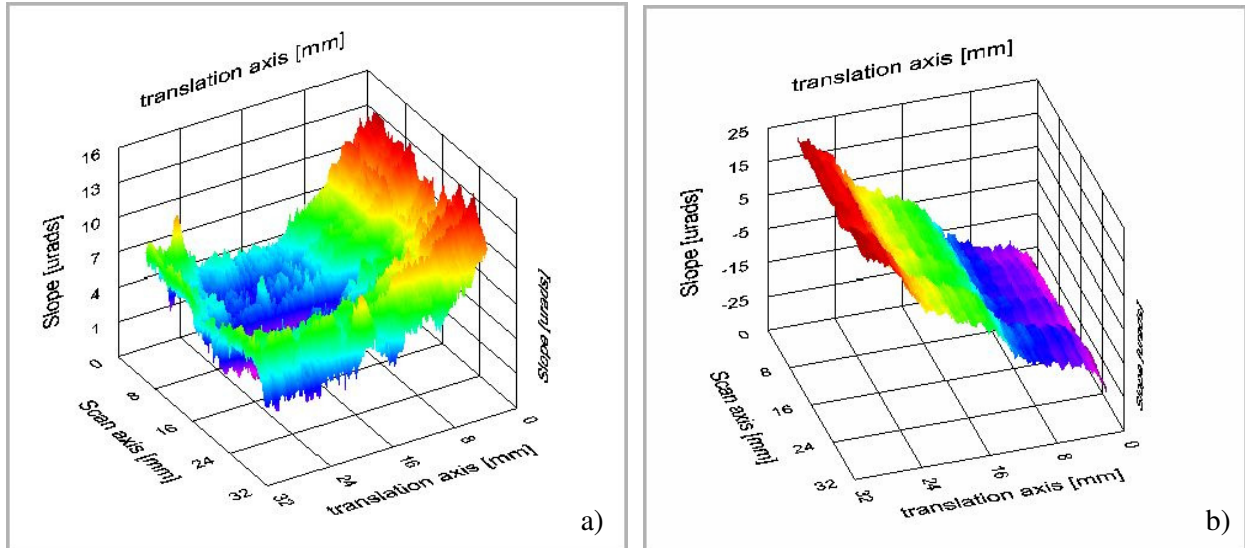 translation axis [mm]
16
13
10
7
4
1
0
Slope [urads]
8
16
24
32
Scan axis [mm]
32
24
16
8
0
translation axis [mm]
Slope [urads]
a)
translation axis [mm]
25
15
5
-5
-15
-25
0
Slope [urads]
8
16
24
32
Scan axis [mm]
32
24
16
8
0
translation axis [mm]
b)